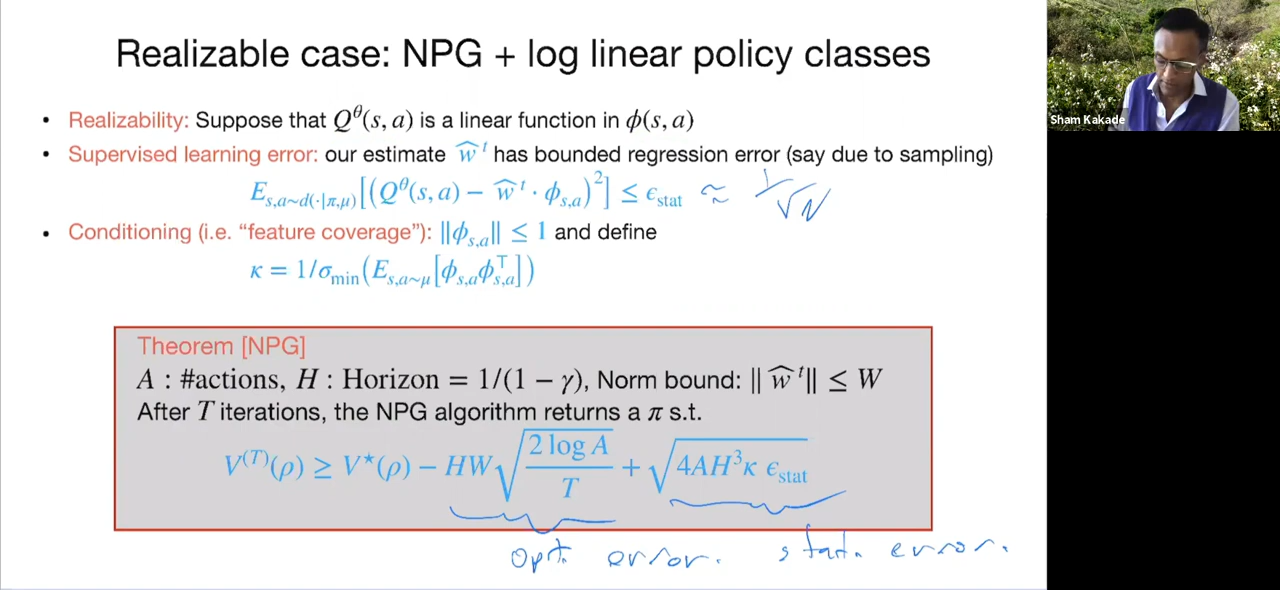 Realizable case: NPG + log linear policy classes
Sham Kakade
• Realizability: Suppose that Q^θ(s, a) is a linear function in ϕ(s, a)
• Supervised learning error: our estimate ŵ^t has bounded regression error (say due to sampling)
E_{s,a∼d(·|π,μ)}[(Q^θ(s, a) − ŵ^t · ϕ_{s,a})^2] ≤ ϵ_stat ≈ 1/√N
• Conditioning (i.e. “feature coverage”): ||ϕ_{s,a}|| ≤ 1 and define
κ = 1/σ_min(E_{s,a∼μ}[ϕ_{s,a}ϕ_{s,a}^⊤])
Theorem [NPG]
A : #actions, H : Horizon = 1/(1 − γ), Norm bound: || ŵ^t|| ≤ W
After T iterations, the NPG algorithm returns a π s.t.
V^(T)(ρ) ≥ V^⋆(ρ) − HW√(2 log A / T) + √(4AH^3κ ϵ_stat)
opt. error. stat. error.